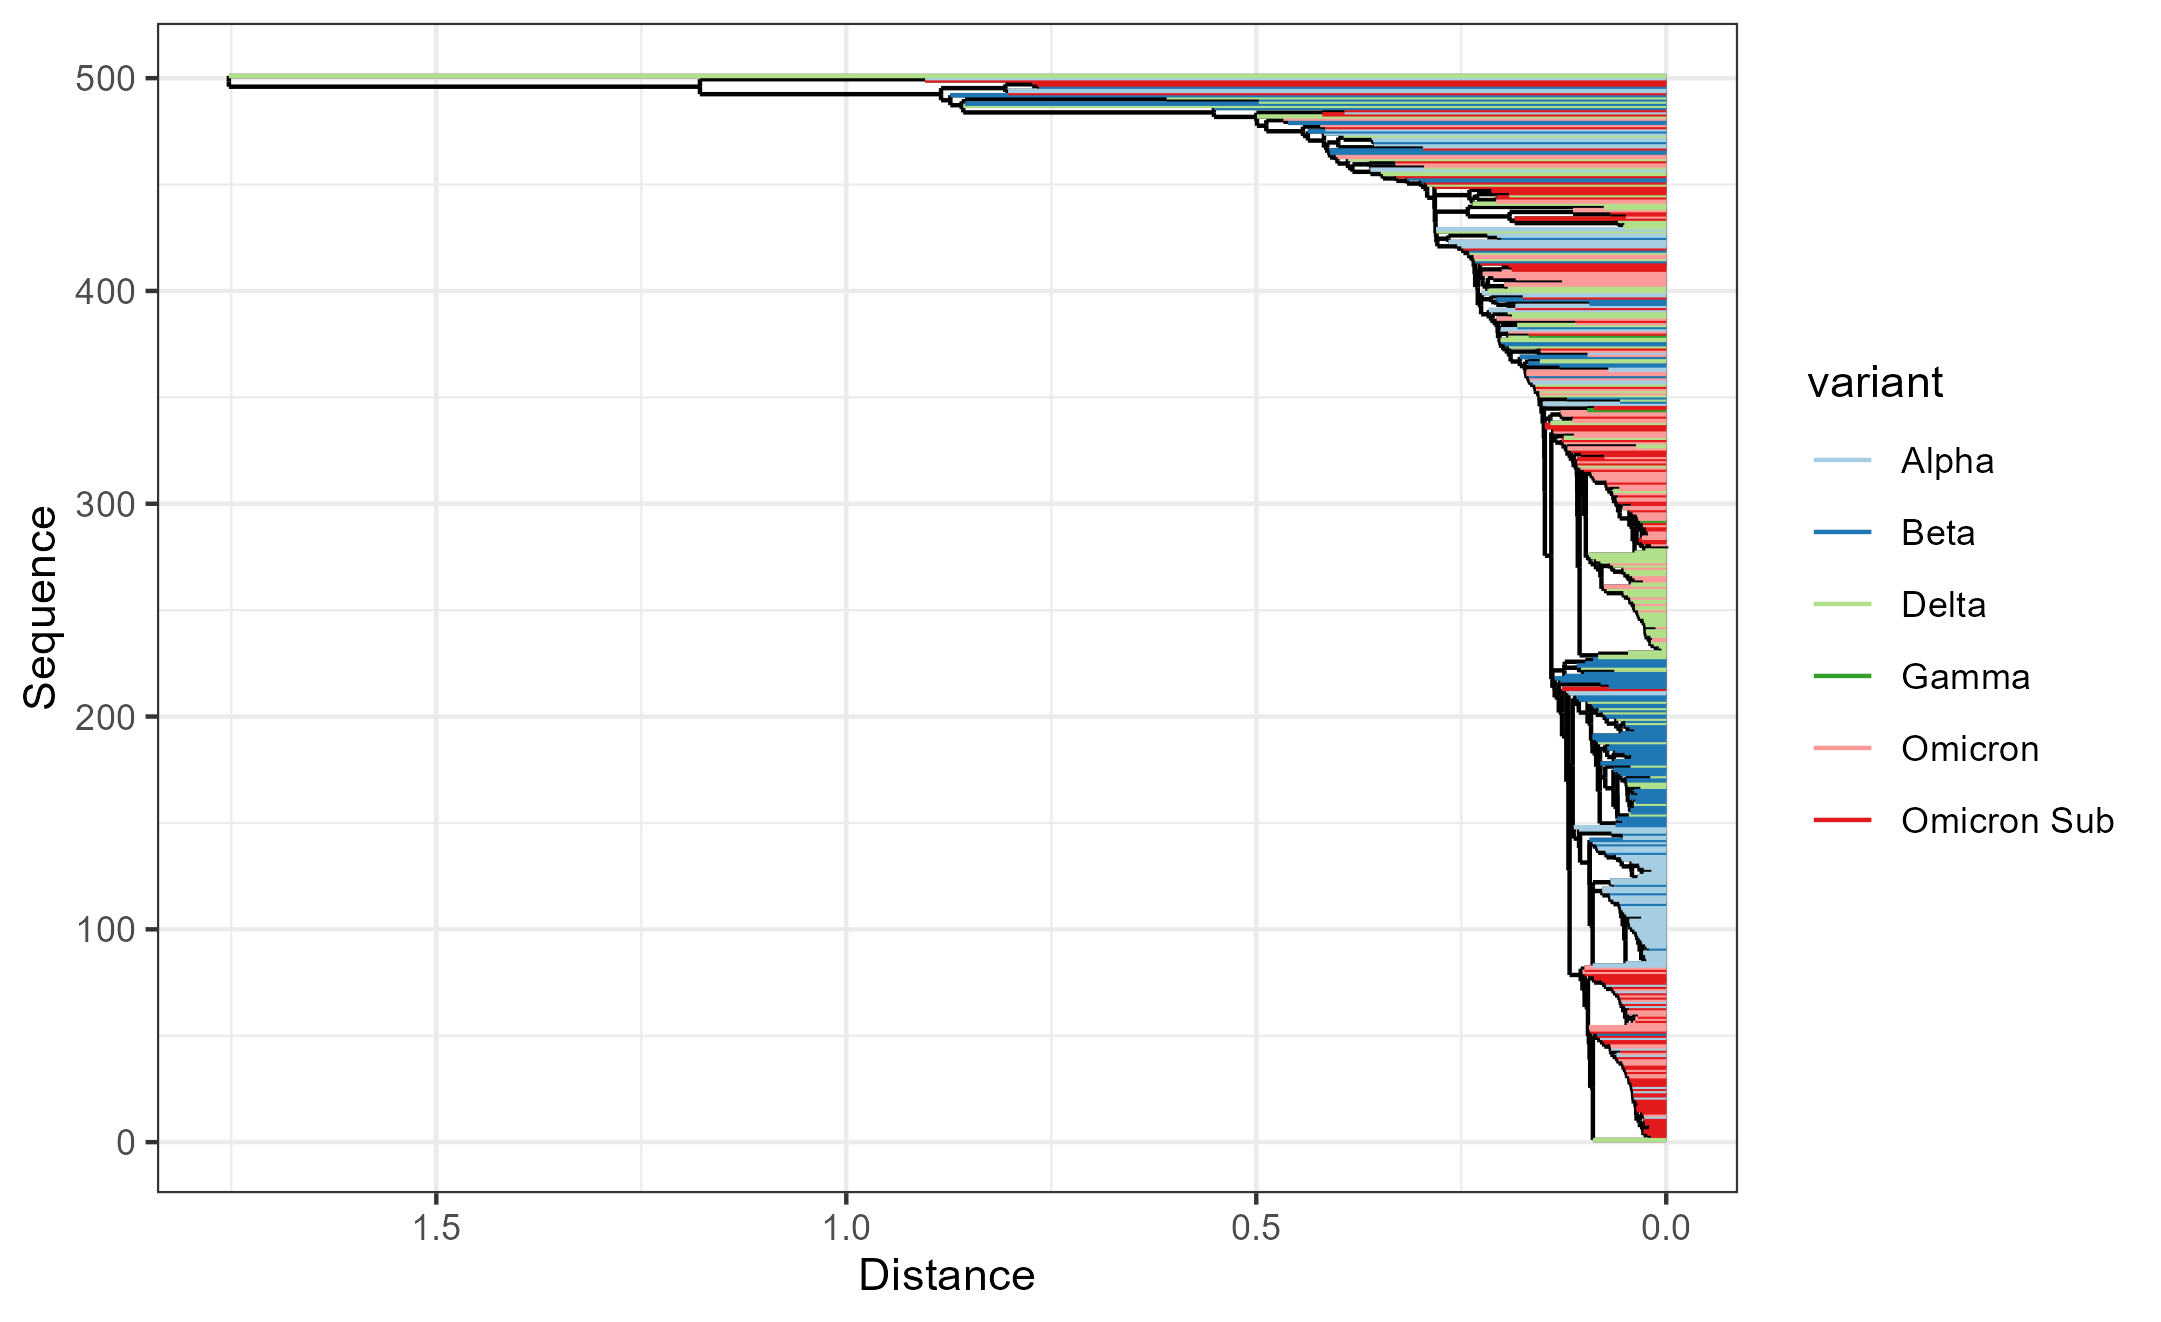 500
400
300
200
100
0
Sequence
1.5
1.0
0.5
0.0
Distance
variant
Alpha
Beta
Delta
Gamma
Omicron
Omicron Sub